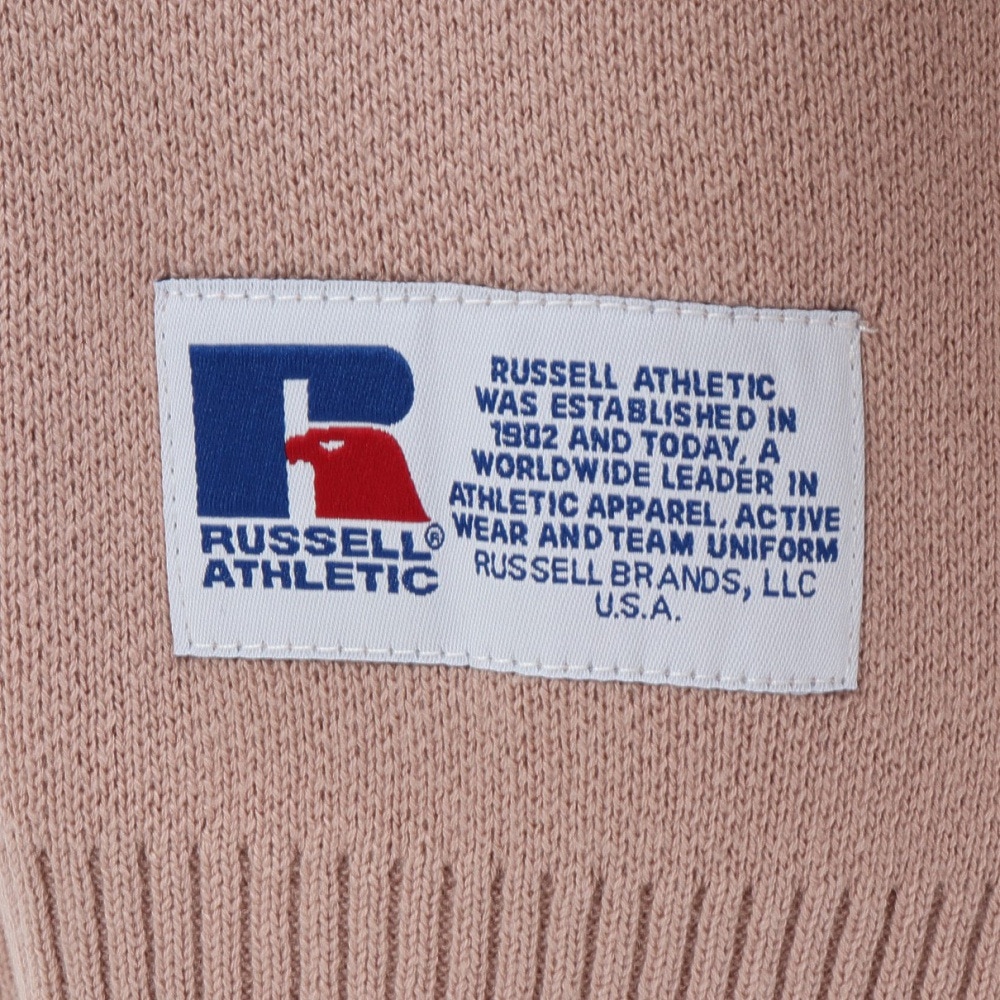 R
RUSSELL®
ATHLETIC
RUSSELL ATHLETIC
WAS ESTABLISHED IN
1902 AND TODAY, A
WORLDWIDE LEADER IN
ATHLETIC APPAREL, ACTIVE
WEAR AND TEAM UNIFORM
RUSSELL BRANDS, LLC
U.S.A.